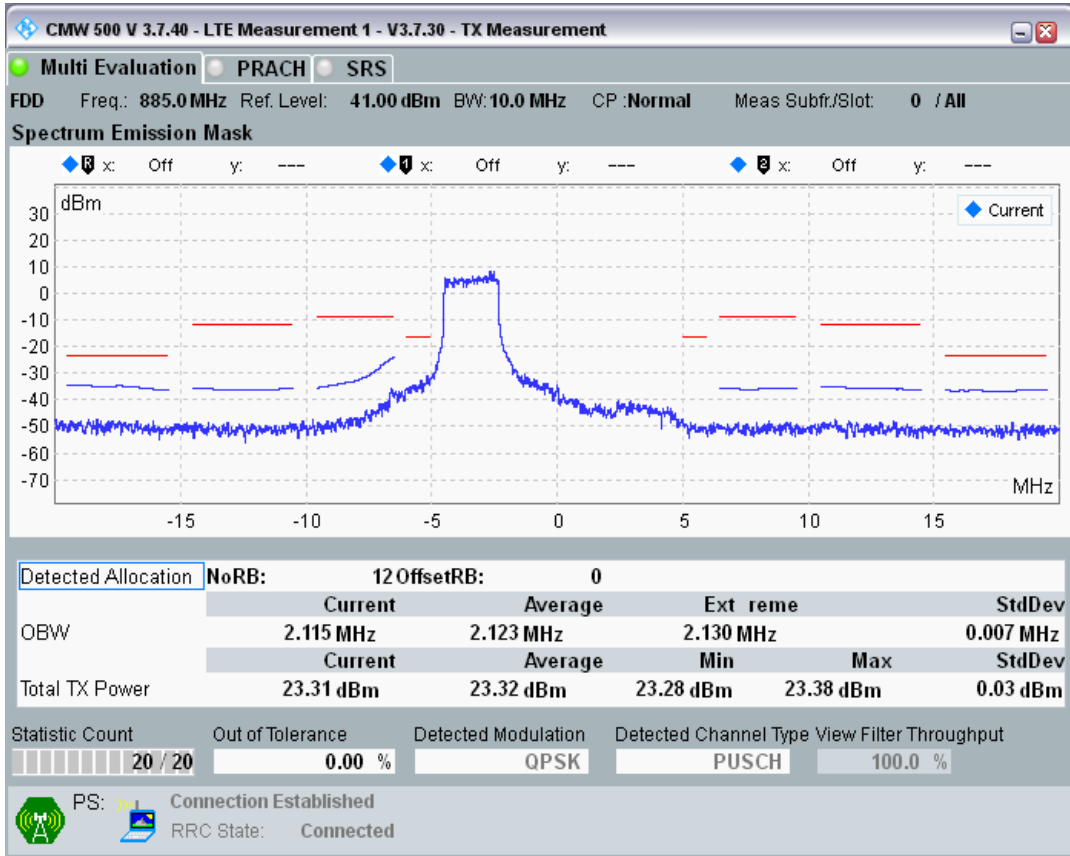 CMW 500 V 3.7.40 - LTE Measurement 1 - V3.7.30 - TX Measurement
Multi Evaluation PRACH SRS
FDD Freq.: 885.0 MHz Ref. Level: 41.00 dBm BW: 10.0 MHz CP :Normal Meas Subfr./Slot: 0 / All
Spectrum Emission Mask
R x: Off y: --- 1 x: Off y: --- 2 x: Off y: ---
dBm
Current
30
20
10
0
-10
-20
-30
-40
-50
-60
-70
MHz
-15 -10 -5 0 5 10 15
Detected Allocation NoRB: 12 OffsetRB: 0
Current Average Ext reme StdDev
OBW 2.115 MHz 2.123 MHz 2.130 MHz 0.007 MHz
Current Average Min Max StdDev
Total TX Power 23.31 dBm 23.32 dBm 23.28 dBm 23.38 dBm 0.03 dBm
Statistic Count Out of Tolerance Detected Modulation Detected Channel Type View Filter Throughput
20 / 20 0.00 % QPSK PUSCH 100.0 %
PS: Connection Established
RRC State: Connected